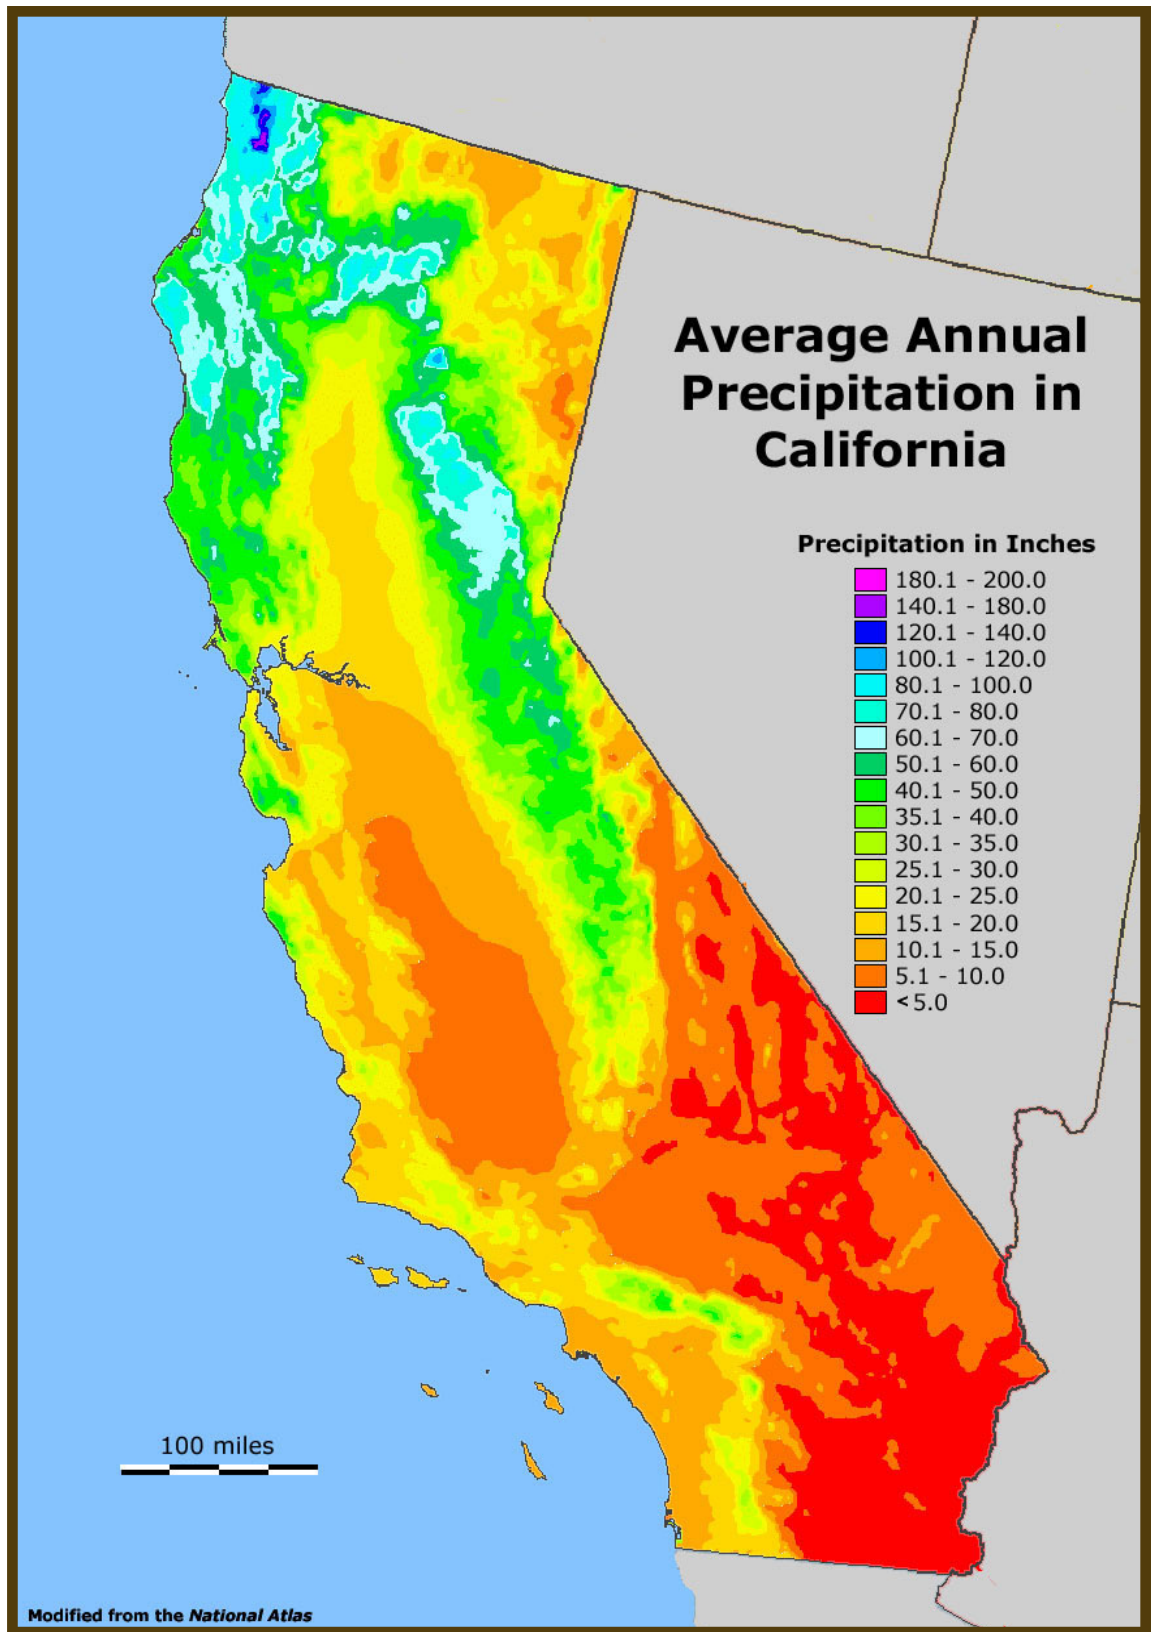 Average Annual
Precipitation in
California
Precipitation in Inches
180.1 - 200.0
140.1 - 180.0
120.1 - 140.0
100.1 - 120.0
80.1 - 100.0
70.1 - 80.0
60.1 - 70.0
50.1 - 60.0
40.1 - 50.0
35.1 - 40.0
30.1 - 35.0
25.1 - 30.0
20.1 - 25.0
15.1 - 20.0
10.1 - 15.0
5.1 - 10.0
<5.0
100 miles
Modified from the National Atlas